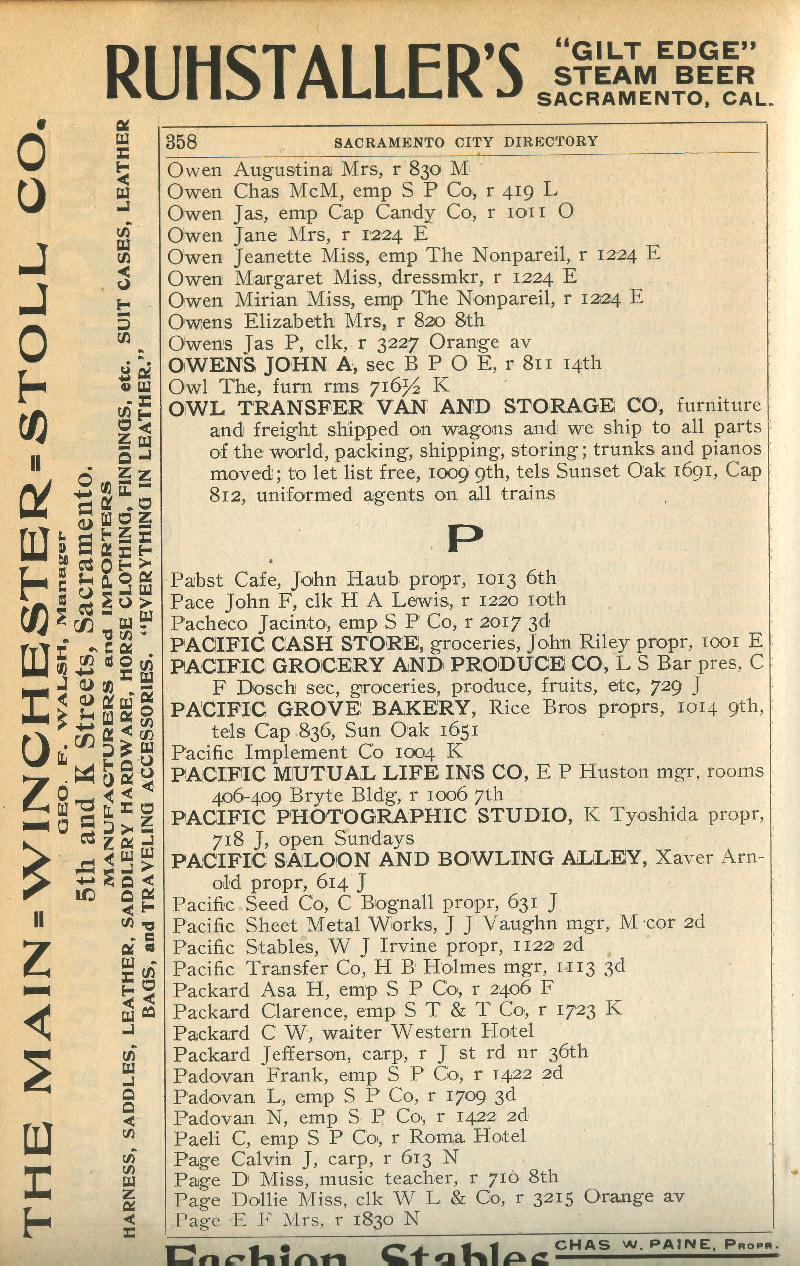 RUHSTALLER'S
"GILT EDGE"
STEAM BEER
SACRAMENTO, CAL.
THE MAIN=WINCHESTER=STOLL CO.
GEO. F. WALSH, Manager
5th and K Streets, Sacramento.
MANUFACTURERS and IMPORTERS
HARNESS, SADDLES, LEATHER, SADDLERY HARDWARE, HORSE CLOTHING, FINDINGS, etc. SUIT CASES, LEATHER
BAGS, and TRAVELING ACCESSORIES. "EVERYTHING IN LEATHER."
358 SACRAMENTO CITY DIRECTORY
Owen Augustina Mrs, r 830 M
Owen Chas McM, emp S P Co, r 419 L
Owen Jas, emp Cap Candy Co, r 1011 O
Owen Jane Mrs, r 1224 E
Owen Jeanette Miss, emp The Nonpareil, r 1224 E
Owen Margaret Miss, dressmkr, r 1224 E
Owen Mirian Miss, emp The Nonpareil, r 1224 E
Owens Elizabeth Mrs, r 820 8th
Owens Jas P, clk, r 3227 Orange av
OWENS JOHN A, sec B P O E, r 811 14th
Owl The, furn rms 716½ K
OWL TRANSFER VAN AND STORAGE CO, furniture
and freight shipped on wagons and we ship to all parts
of the world, packing, shipping, storing; trunks and pianos
moved; to let list free, 1009 9th, tels Sunset Oak 1691, Cap
812, uniformed agents on all trains
P
Pabst Cafe, John Haub propr, 1013 6th
Pace John F, clk H A Lewis, r 1220 10th
Pacheco Jacinto, emp S P Co, r 2017 3d
PACIFIC CASH STORE, groceries, John Riley propr, 1001 E
PACIFIC GROCERY AND PRODUCE CO, L S Bar pres, C
F Dosch sec, groceries, produce, fruits, etc, 729 J
PACIFIC GROVE BAKERY, Rice Bros proprs, 1014 9th,
tels Cap 836, Sun Oak 1651
Pacific Implement Co 1004 K
PACIFIC MUTUAL LIFE INS CO, E P Huston mgr, rooms
406-409 Bryte Bldg, r 1006 7th
PACIFIC PHOTOGRAPHIC STUDIO, K Tyoshida propr,
718 J, open Sundays
PACIFIC SALOON AND BOWLING ALLEY, Xaver Arn-
old propr, 614 J
Pacific Seed Co, C Bognall propr, 631 J
Pacific Sheet Metal Works, J J Vaughn mgr, M cor 2d
Pacific Stables, W J Irvine propr, 1122 2d
Pacific Transfer Co, H B Holmes mgr, 1113 3d
Packard Asa H, emp S P Co, r 2406 F
Packard Clarence, emp S T & T Co, r 1723 K
Packard C W, waiter Western Hotel
Packard Jefferson, carp, r J st rd nr 36th
Padovan Frank, emp S P Co, r 1422 2d
Padovan L, emp S P Co, r 1709 3d
Padovan N, emp S P Co, r 1422 2d
Paeli C, emp S P Co, r Roma Hotel
Page Calvin J, carp, r 613 N
Page D Miss, music teacher, r 716 8th
Page Dollie Miss, clk W L & Co, r 3215 Orange av
Page E F Mrs, r 1830 N
Fashion Stables CHAS W. PAINE, PROPR.